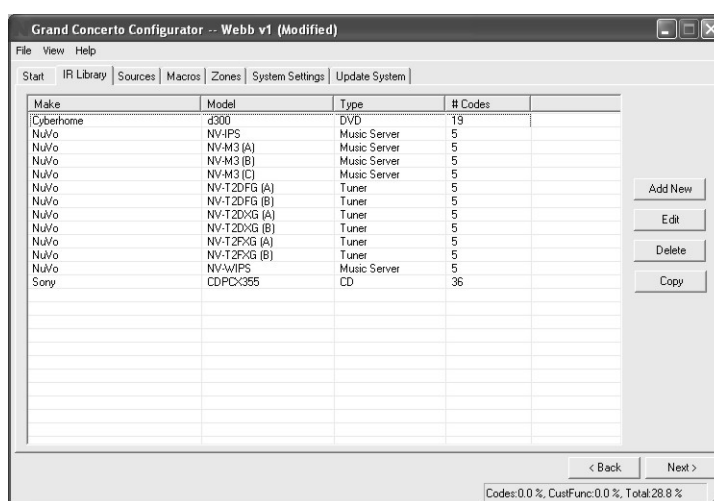 Grand Concerto Configurator -- Webb v1 (Modified)
File View Help
Start IR Library Sources Macros Zones System Settings Update System
Make Model Type # Codes
Cyberhome d300 DVD 19
NuVo NV-IPS Music Server 5
NuVo NV-M3 (A) Music Server 5
NuVo NV-M3 (B) Music Server 5
NuVo NV-M3 (C) Music Server 5
NuVo NV-T2DFG (A) Tuner 5
NuVo NV-T2DFG (B) Tuner 5
NuVo NV-T2DXG (A) Tuner 5
NuVo NV-T2DXG (B) Tuner 5
NuVo NV-T2FXG (A) Tuner 5
NuVo NV-T2FXG (B) Tuner 5
NuVo NV-WIPS Music Server 5
Sony CDPCX355 CD 36
Add New
Edit
Delete
Copy
< Back Next >
Codes:0.0 %, CustFunc:0.0 %, Total:28.8 %